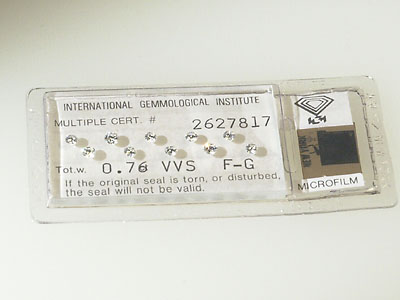 INTERNATIONAL GEMMOLOGICAL INSTITUTE
MULTIPLE CERT. # 2627817
Tot.w. 0.76 VVS F-G
If the original seal is torn, or disturbed,
the seal will not be valid.
MICROFILM